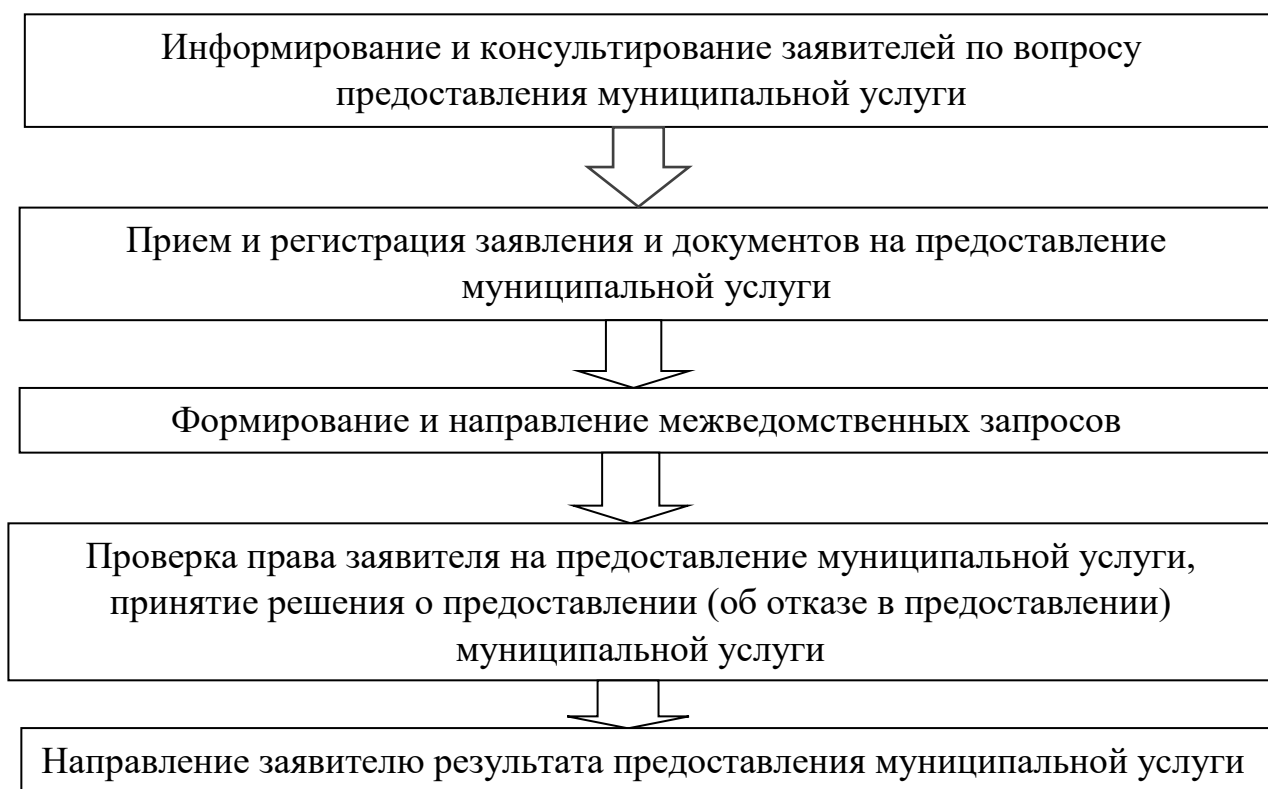 Информирование и консультирование заявителей по вопросу
предоставления муниципальной услуги
Прием и регистрация заявления и документов на предоставление
муниципальной услуги
Формирование и направление межведомственных запросов
Проверка права заявителя на предоставление муниципальной услуги,
принятие решения о предоставлении (об отказе в предоставлении)
муниципальной услуги
Направление заявителю результата предоставления муниципальной услуги